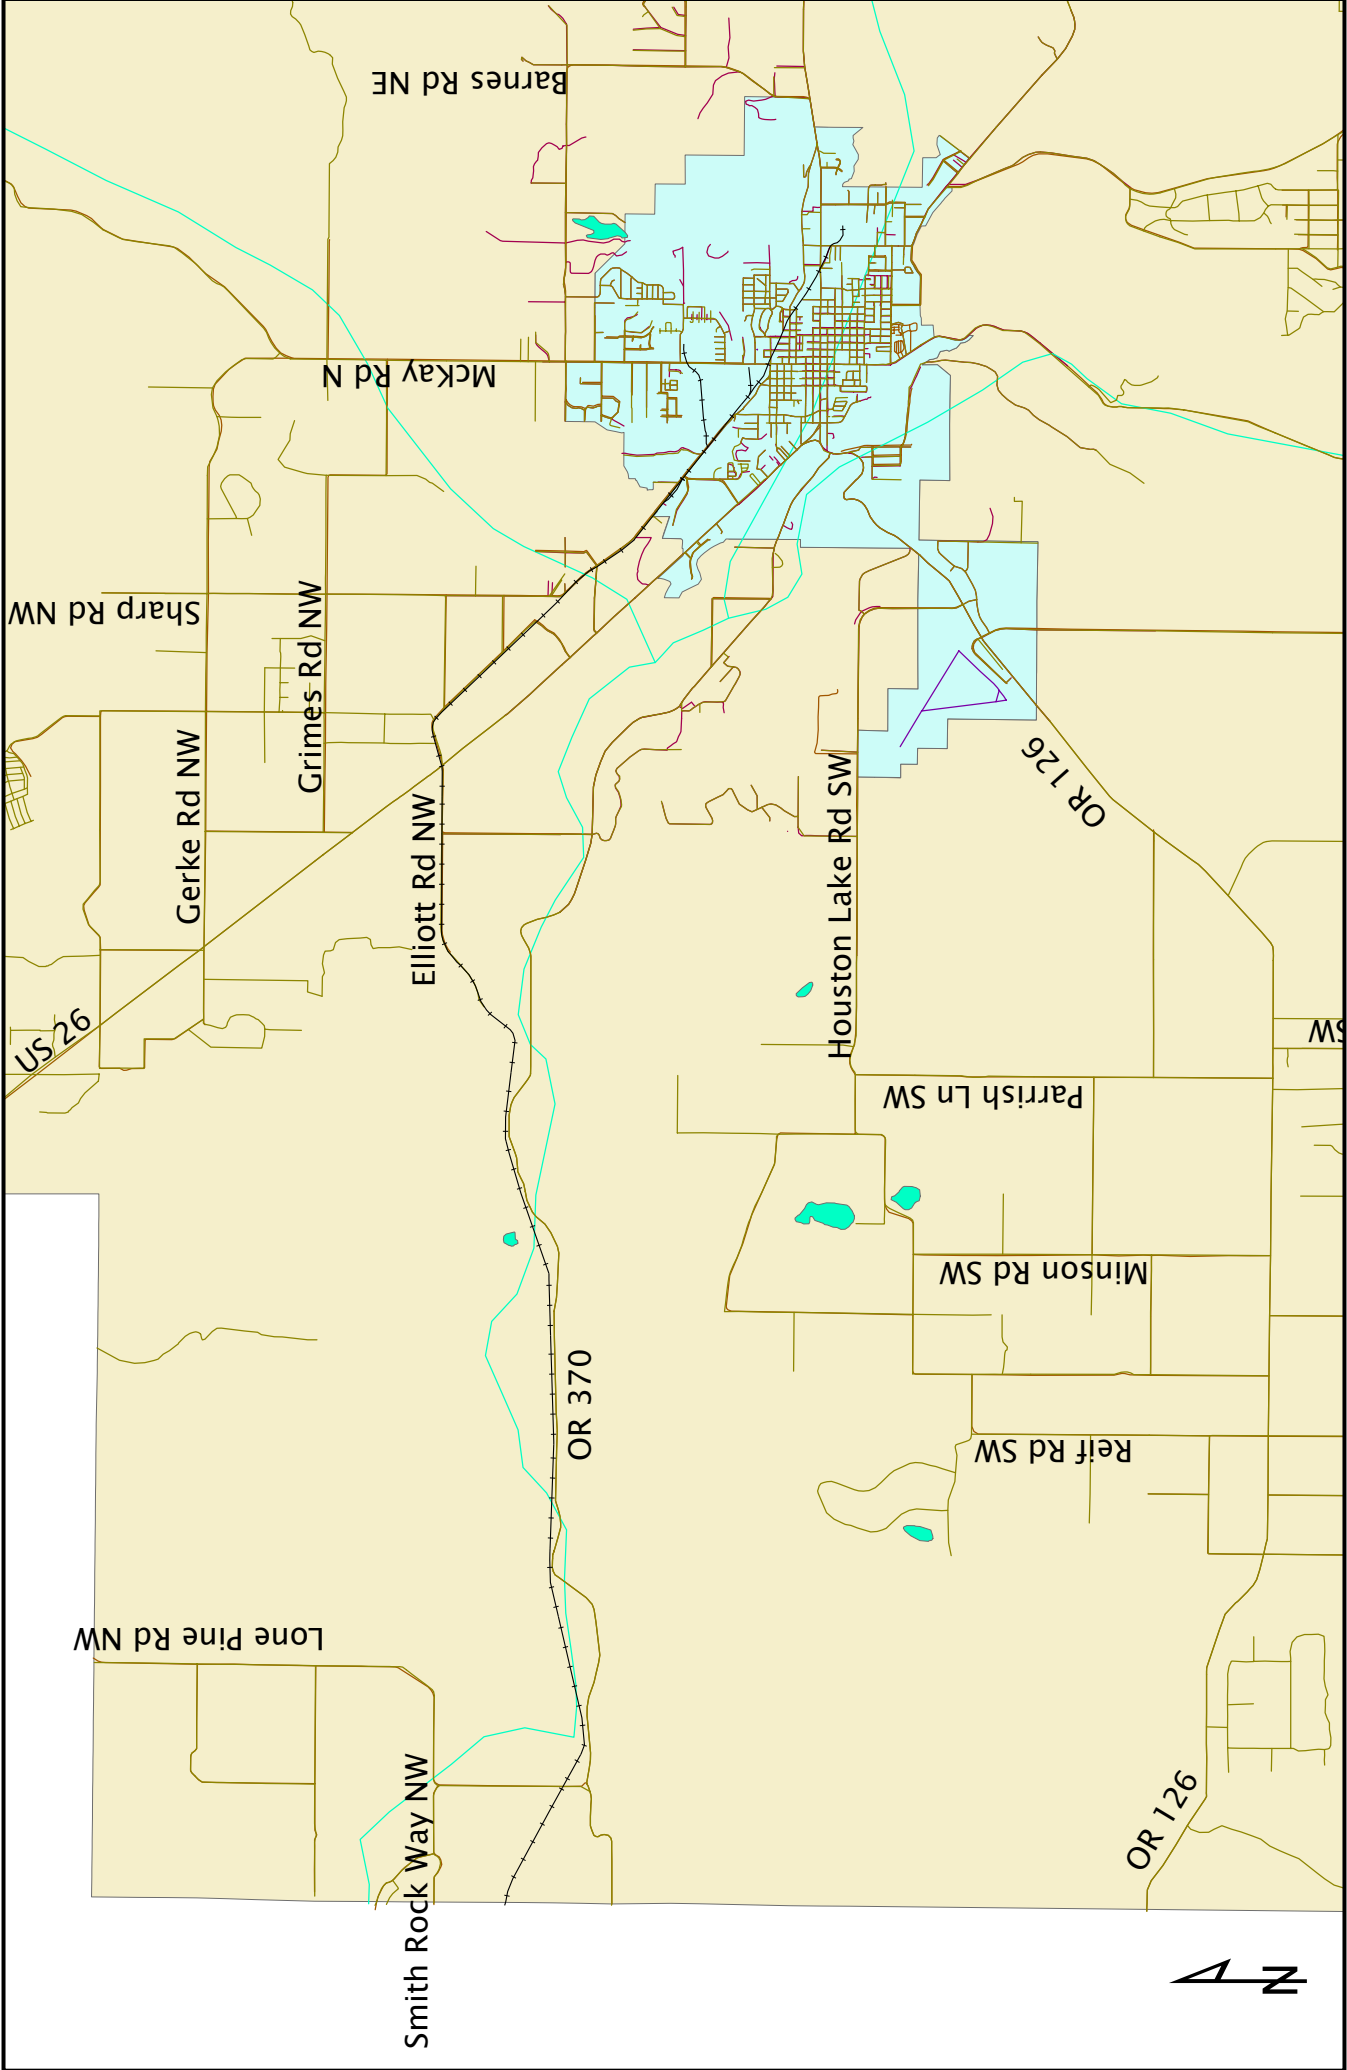 Barnes Rd NE
McKay Rd N
Sharp Rd NW
Grimes Rd NW
Gerke Rd NW
OR 126
Elliott Rd NW
Houston Lake Rd SW
US 26
SW
Parrish Ln SW
Minson Rd SW
OR 370
Reif Rd SW
Lone Pine Rd NW
Smith Rock Way NW
OR 126
N